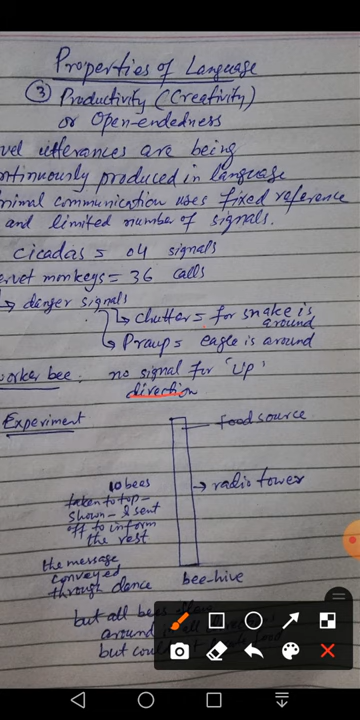 Properties of Language
③ Productivity (Creativity)
or Open-endedness
vel utterances are being
ontinuously produced in language
nimal communication uses fixed reference
and limited number of signals.
cicadas = 04 signals
ervet monkeys = 36 calls
↳ danger signals
↳ Chutter = for snake is
around
↳ Praup = eagle is around
worker bee: no signal for 'Up'
direction
Experiment
food source
→ radio tower
10 bees
taken to top -
shown - & sent
off to inform
the rest
the message
conveyed
through dance
bee-hive
but all bees flew
around in all
but